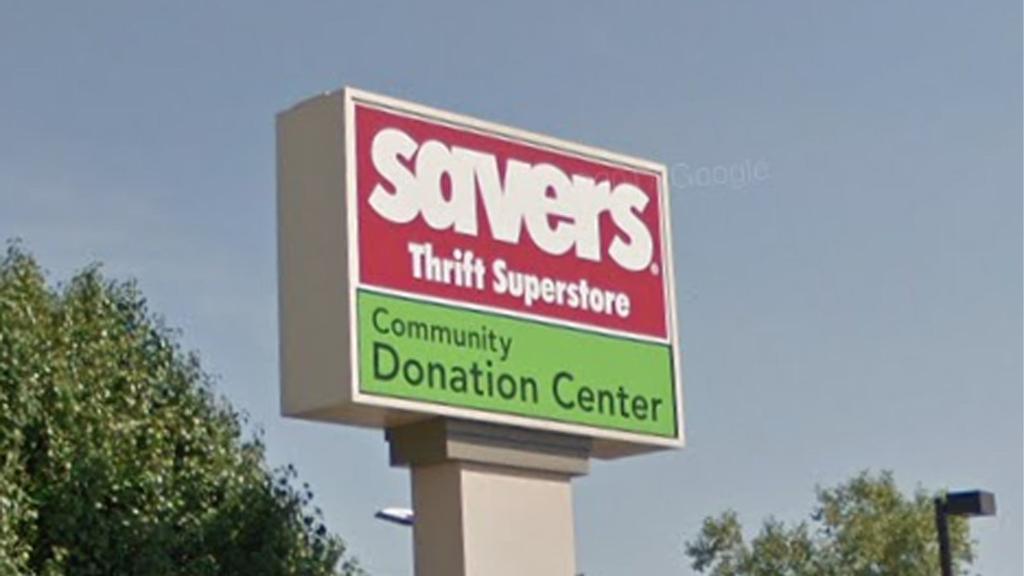 savers®
Thrift Superstore
Community
Donation Center
Google